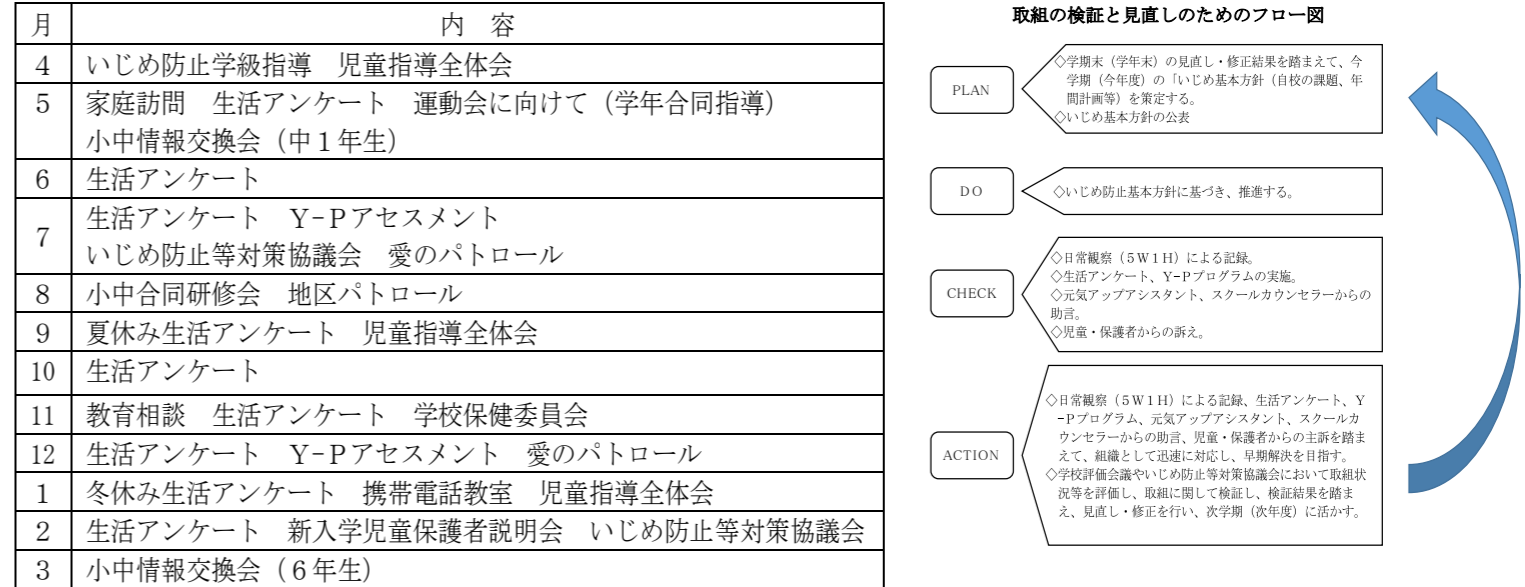 月 内 容
4 いじめ防止学級指導 児童指導全体会
5 家庭訪問 生活アンケート 運動会に向けて（学年合同指導）
小中情報交換会（中１年生）
6 生活アンケート
7 生活アンケート Ｙ-Ｐアセスメント
いじめ防止等対策協議会 愛のパトロール
8 小中合同研修会 地区パトロール
9 夏休み生活アンケート 児童指導全体会
10 生活アンケート
11 教育相談 生活アンケート 学校保健委員会
12 生活アンケート Ｙ-Ｐアセスメント 愛のパトロール
1 冬休み生活アンケート 携帯電話教室 児童指導全体会
2 生活アンケート 新入学児童保護者説明会 いじめ防止等対策協議会
3 小中情報交換会（６年生）
取組の検証と見直しのためのフロー図
PLAN
◇学期末（学年末）の見直し・修正結果を踏まえて、今
学期（今年度）の「いじめ基本方針（自校の課題、年
間計画等）を策定する。
◇いじめ基本方針の公表
DO
◇いじめ防止基本方針に基づき、推進する。
CHECK
◇日常観察（５Ｗ１Ｈ）による記録。
◇生活アンケート、Ｙ-Ｐプログラムの実施。
◇元気アップアシスタント、スクールカウンセラーからの
助言。
◇児童・保護者からの訴え。
ACTION
◇日常観察（５Ｗ１Ｈ）による記録、生活アンケート、Ｙ
-Ｐプログラム、元気アップアシスタント、スクールカ
ウンセラーからの助言、児童・保護者からの主訴を踏ま
えて、組織として迅速に対応し、早期解決を目指す。
◇学校評価会議やいじめ防止等対策協議会において取組状
況等を評価し、取組に関して検証し、検証結果を踏ま
え、見直し・修正を行い、次学期（次年度）に活かす。